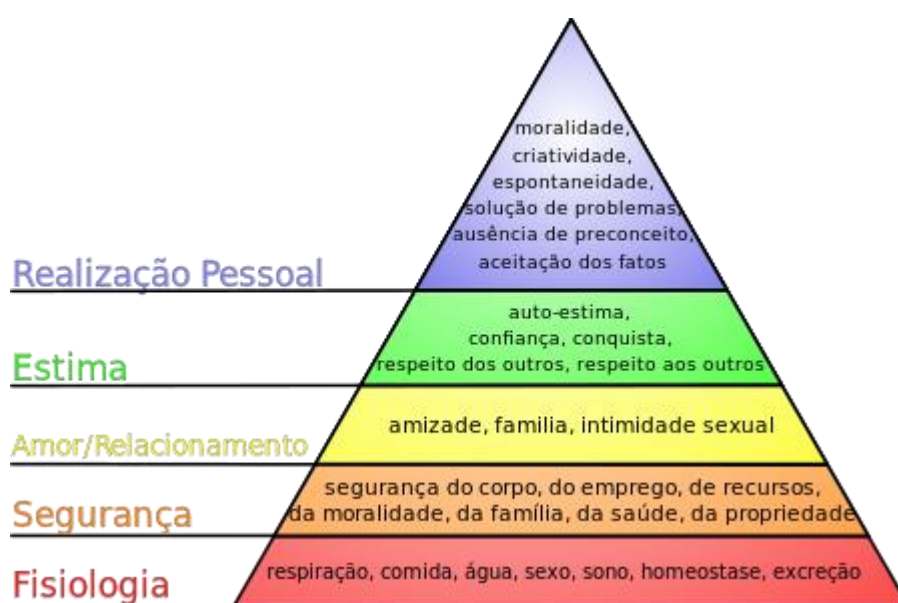 moralidade,
criatividade,
espontaneidade,
solução de problemas,
ausência de preconceito,
aceitação dos fatos
Realização Pessoal
auto-estima,
confiança, conquista,
respeito dos outros, respeito aos outros
Estima
amizade, familia, intimidade sexual
Amor/Relacionamento
segurança do corpo, do emprego, de recursos,
da moralidade, da família, da saúde, da propriedade
Segurança
respiração, comida, água, sexo, sono, homeostase, excreção
Fisiologia